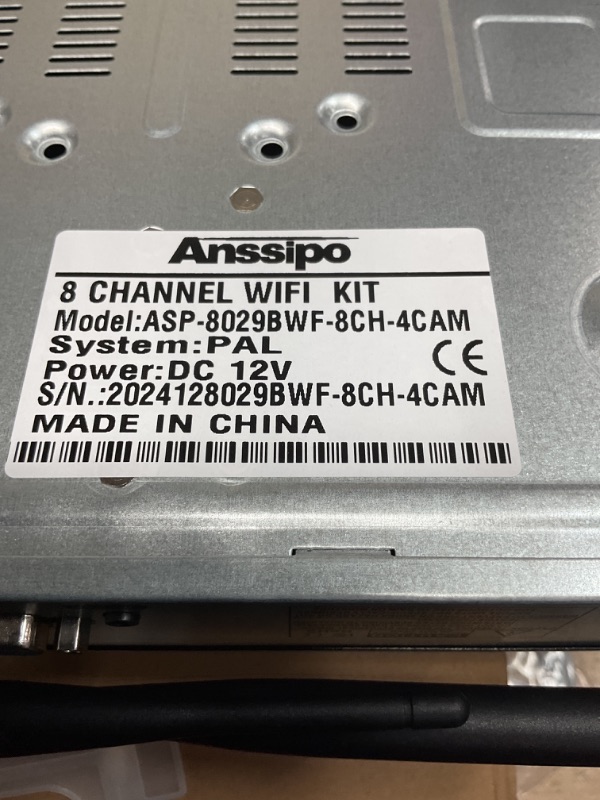 Anssipo
8 CHANNEL WIFI KIT
Model:ASP-8029BWF-8CH-4CAM
System:PAL
Power:DC 12V
CE
S/N.:2024128029BWF-8CH-4CAM
MADE IN CHINA